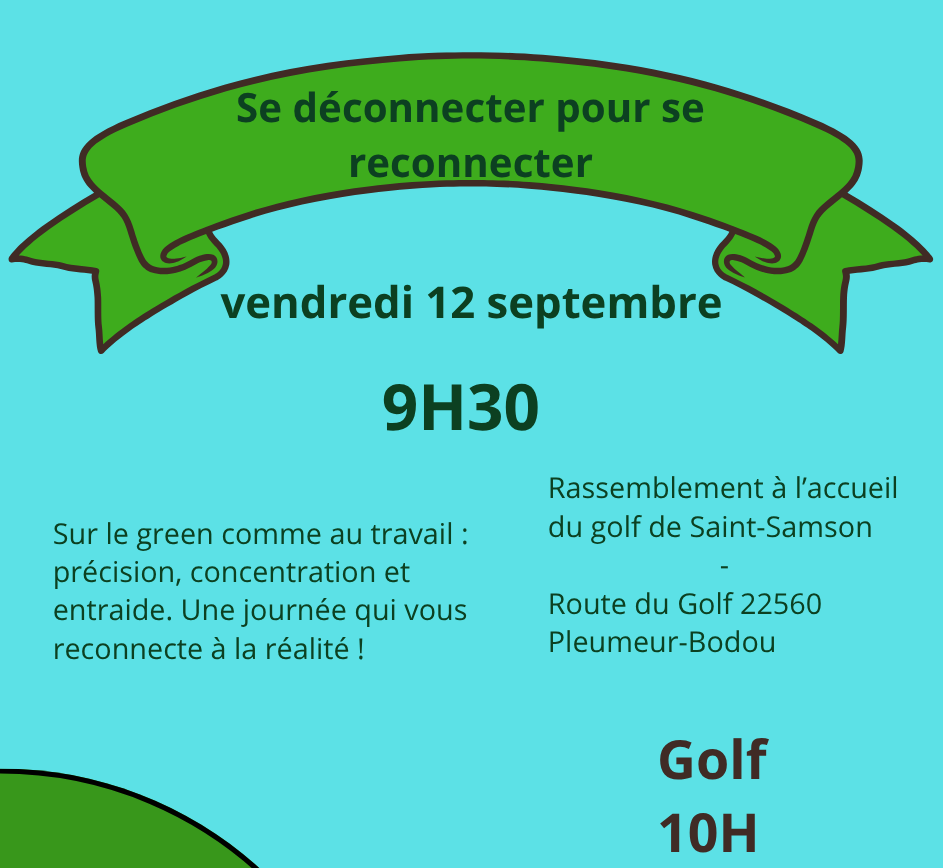 Se déconnecter pour se
reconnecter
vendredi 12 septembre
9H30
Sur le green comme au travail :
précision, concentration et
entraide. Une journée qui vous
reconnecte à la réalité !
Rassemblement à l’accueil
du golf de Saint-Samson
-
Route du Golf 22560
Pleumeur-Bodou
Golf
10H